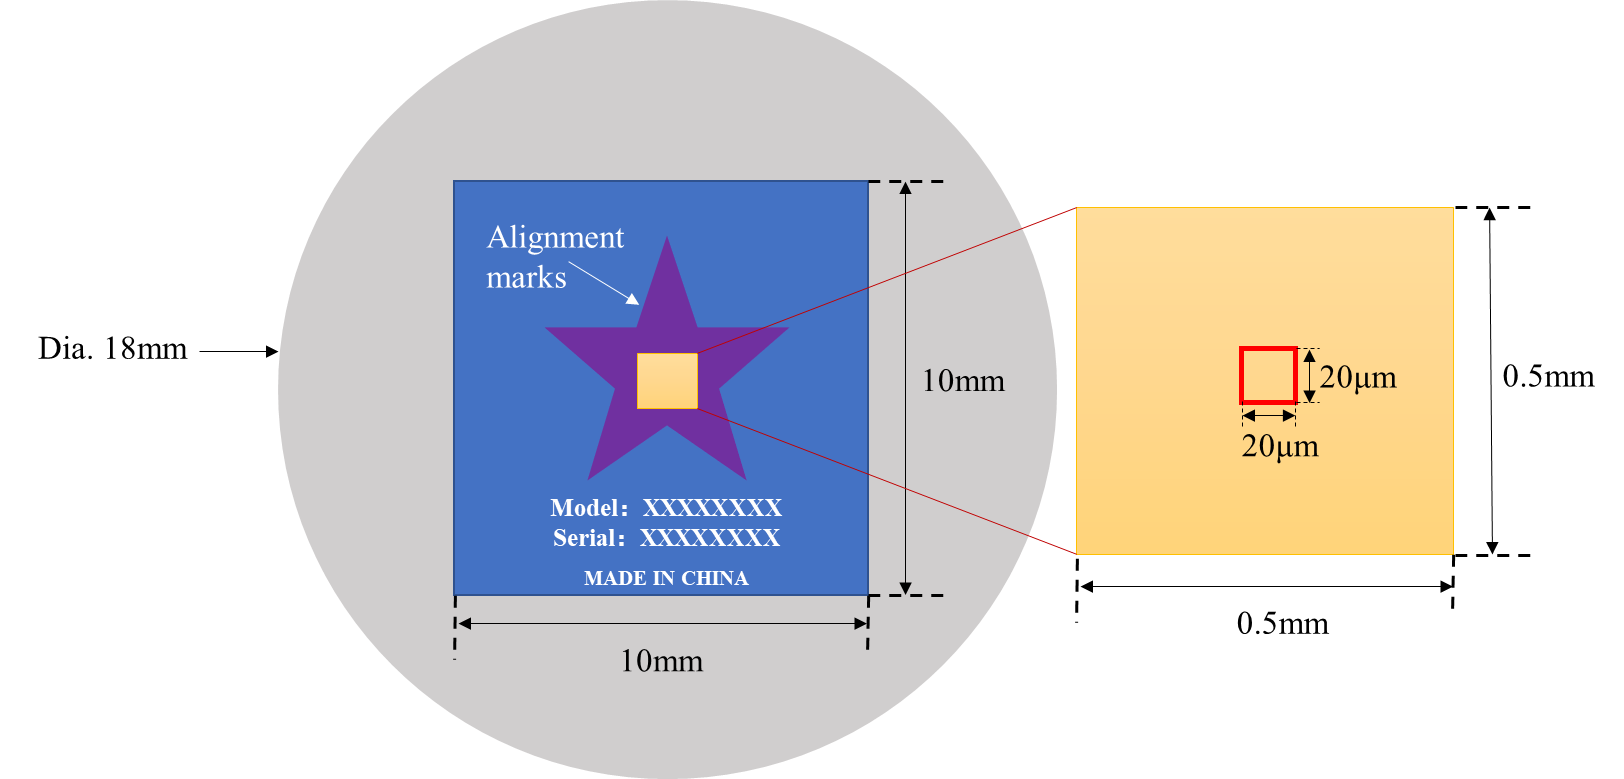 Alignment
marks
Dia. 18mm
10mm
Model：XXXXXXXX
Serial：XXXXXXXX
MADE IN CHINA
10mm
20μm
20μm
0.5mm
0.5mm